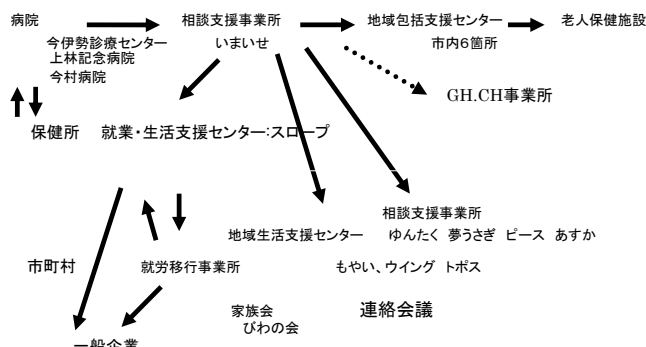 病院 相談支援事業所 地域包括支援センター 老人保健施設
今伊勢診療センター いまいせ 市内6箇所
上林記念病院
今村病院
GH.CH事業所
保健所 就業・生活支援センター:スロープ
相談支援事業所
地域生活支援センター ゆんたく 夢うさぎ ピース あすか
市町村 就労移行事業所 もやい、ウイング トポス
家族会 連絡会議
びわの会
一般企業